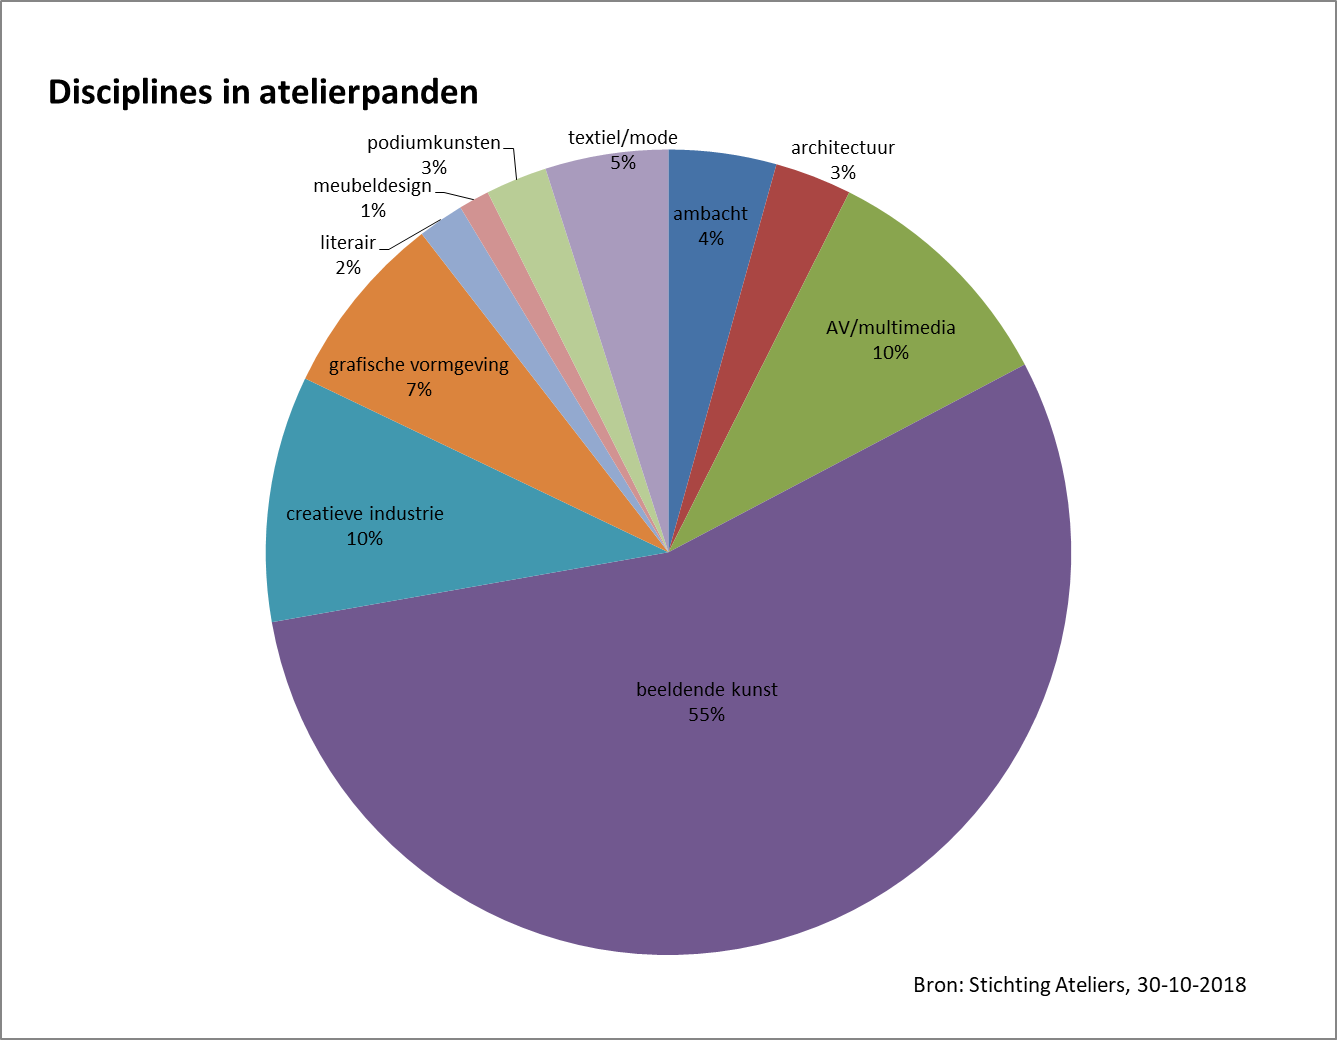 Disciplines in atelierpanden
textiel/mode
5%
ambacht
4%
architectuur
3%
AV/multimedia
10%
beeldende kunst
55%
creatieve industrie
10%
grafische vormgeving
7%
literair
2%
meubeldesign
1%
podiumkunsten
3%
Bron: Stichting Ateliers, 30-10-2018